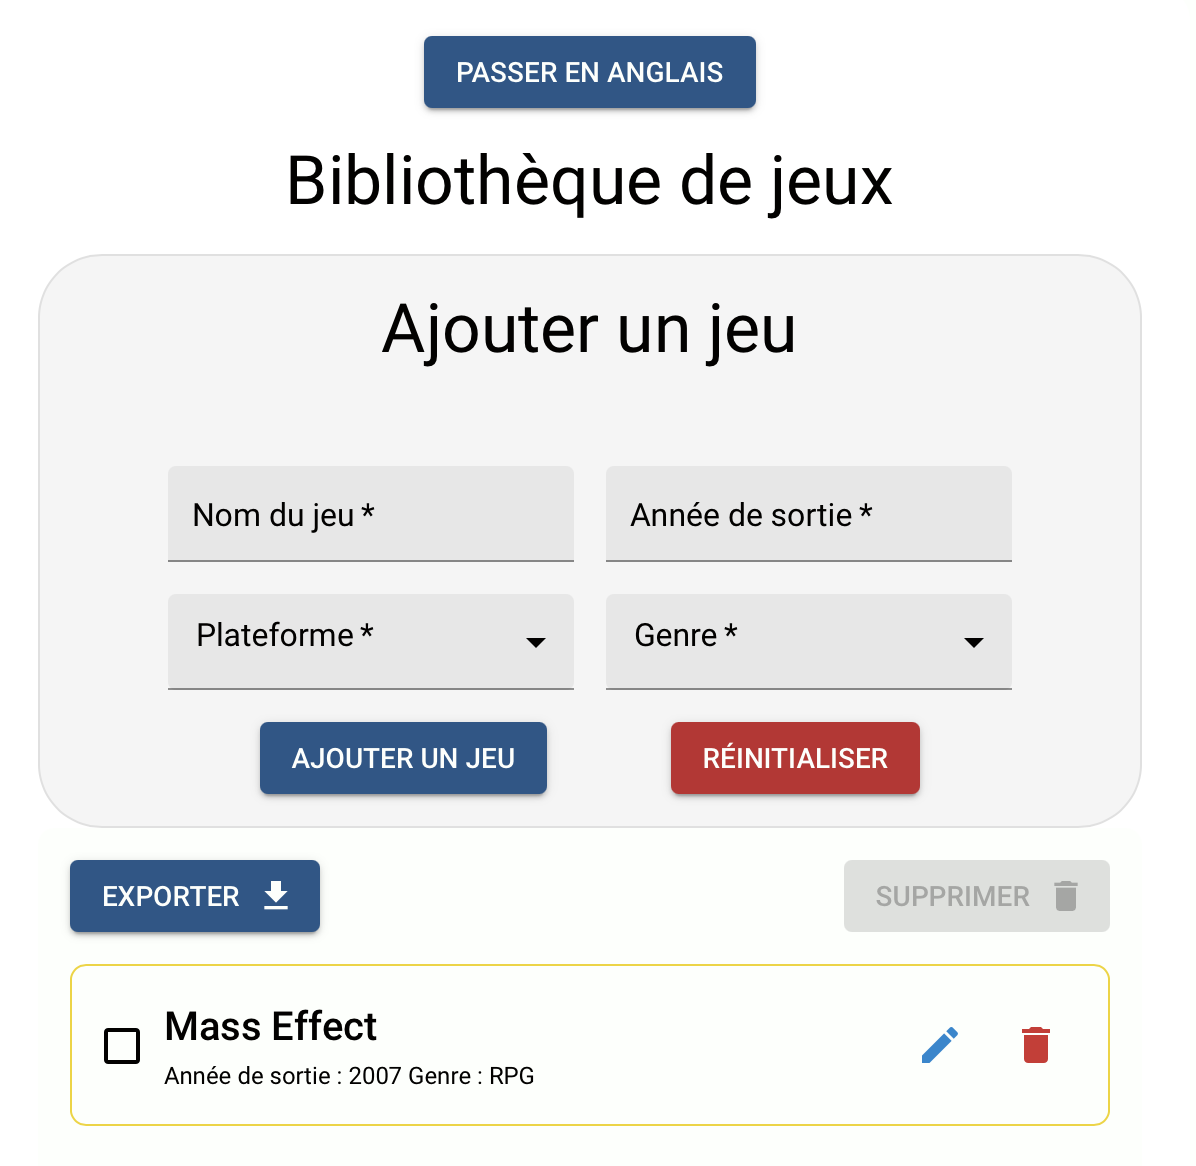 PASSER EN ANGLAIS
Bibliothèque de jeux
Ajouter un jeu
Nom du jeu *
Année de sortie *
Plateforme *
Genre *
AJOUTER UN JEU
RÉINITIALISER
EXPORTER
SUPPRIMER
Mass Effect
Année de sortie : 2007 Genre : RPG